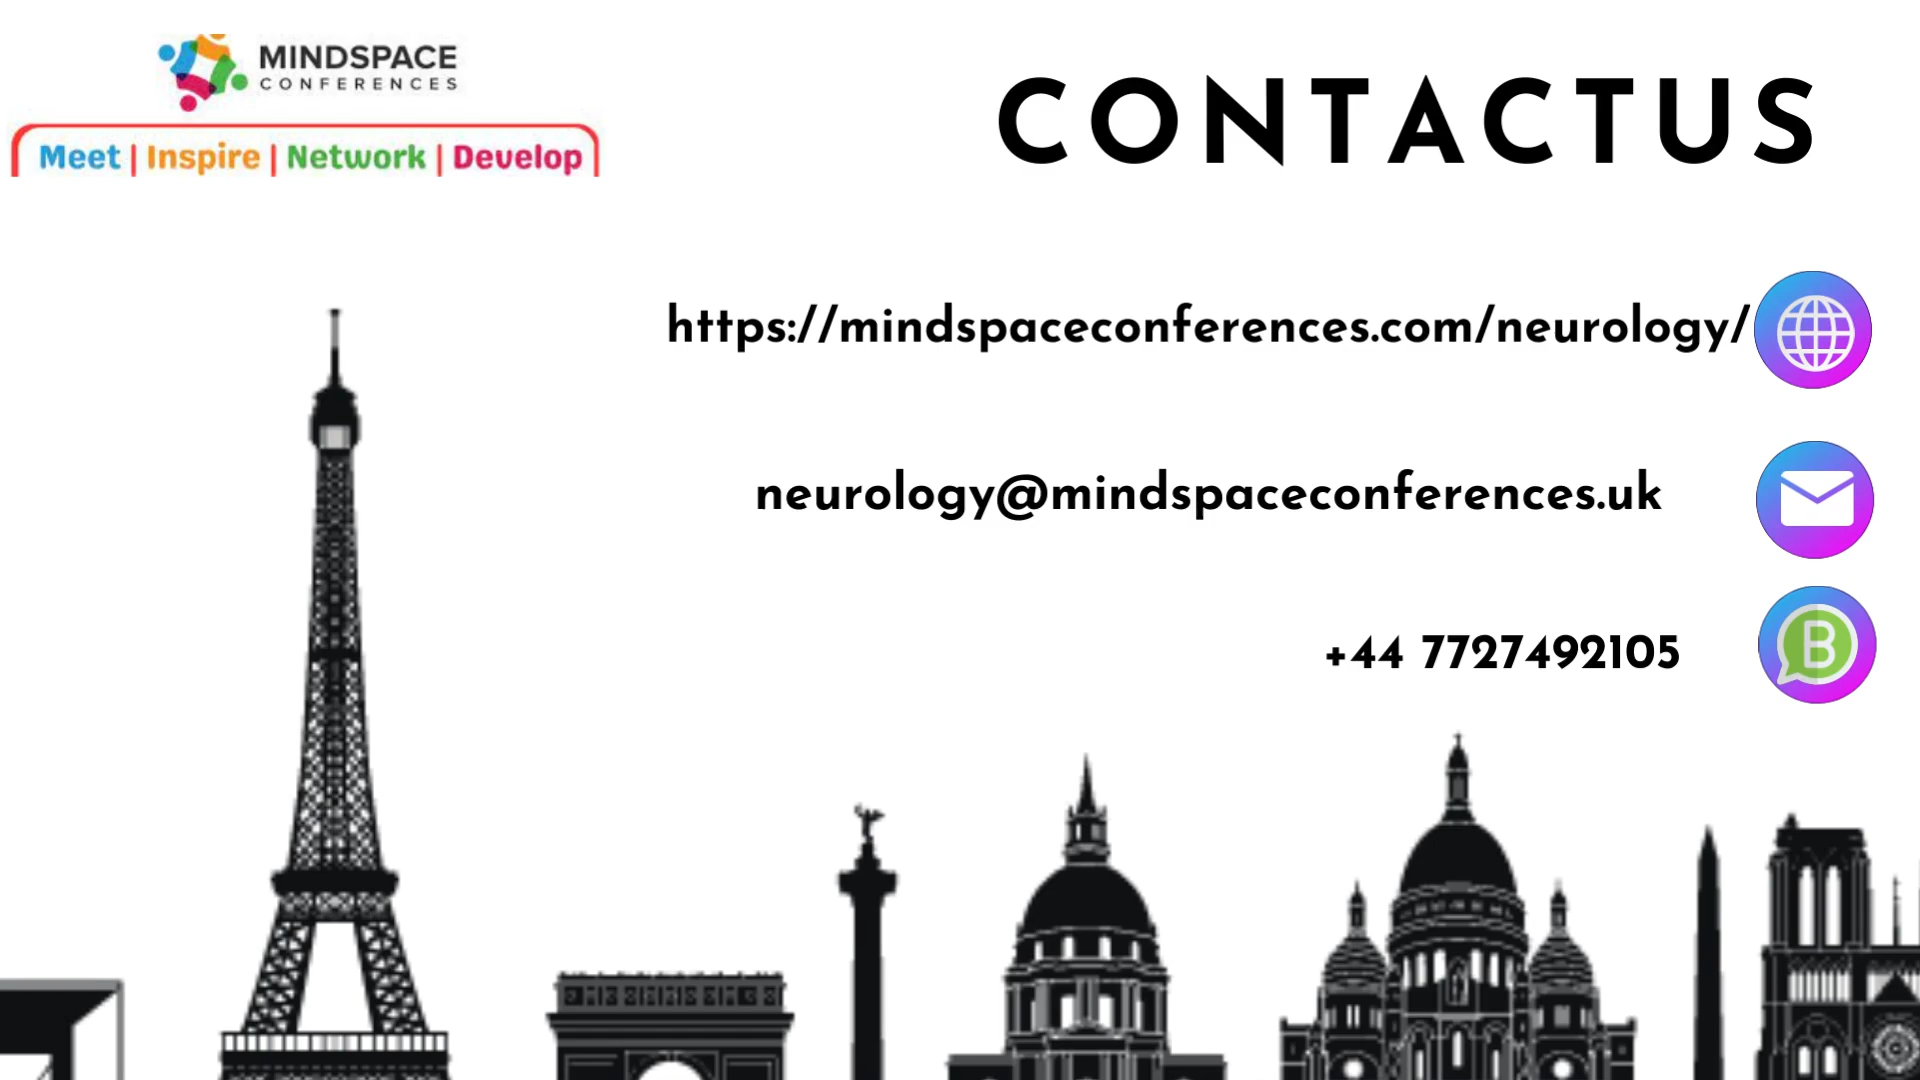 MINDSPACE
CONFERENCES
Meet | Inspire | Network | Develop
CONTACTUS
https://mindspaceconferences.com/neurology/
neurology@mindspaceconferences.uk
+44 7727492105
B